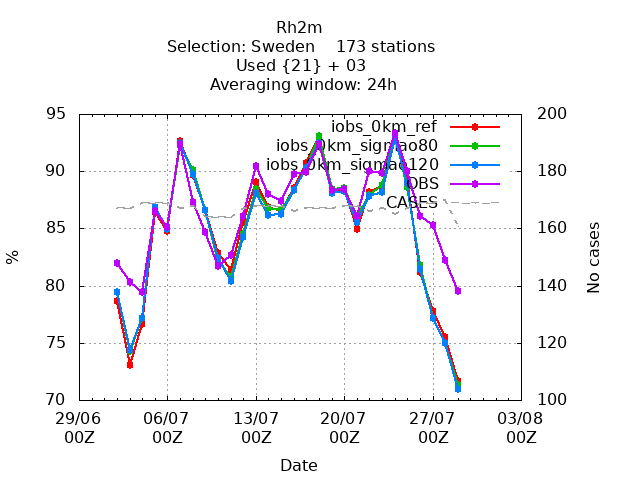 Rh2m
Selection: Sweden    173 stations
Used {21} + 03
Averaging window: 24h
95
90
85
80
75
70
%
200
180
160
140
120
100
No cases
iobs_0km_ref
iobs_0km_sigmao80
iobs_0km_sigmao120
OBS
CASES
29/06 06/07 13/07 20/07 27/07 03/08
00Z 00Z 00Z 00Z 00Z 00Z
Date